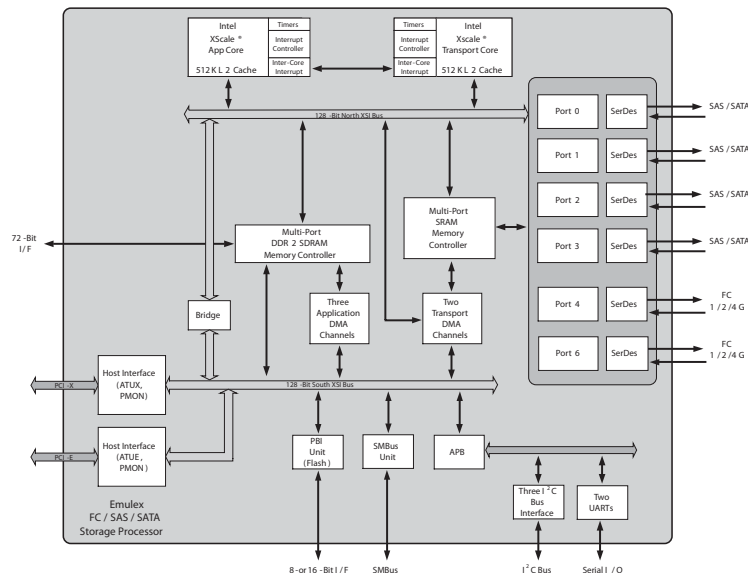 Intel
XScale ®
App Core
512 K L 2 Cache
Timers
Interrupt
Controller
Inter-Core
Interrupt
Timers
Interrupt
Controller
Inter-Core
Interrupt
Intel
XScale ®
Transport Core
512 K L 2 Cache
128 -Bit North XSI Bus
Port 0
SerDes
SAS / SATA
Port 1
SerDes
SAS / SATA
Port 2
SerDes
SAS / SATA
Port 3
SerDes
SAS / SATA
Port 4
SerDes
FC
1 / 2 / 4 G
Port 6
SerDes
FC
1 / 2 / 4 G
72 -Bit
I / F
Multi-Port
DDR 2 SDRAM
Memory Controller
Multi-Port
SRAM
Memory
Controller
Bridge
Three
Application
DMA
Channels
Two
Transport
DMA
Channels
PCI -X
Host Interface
(ATUX,
PMON)
128 -Bit South XSI Bus
PCI -E
Host Interface
(ATUE ,
PMON )
PBI
Unit
(Flash )
SMBus
Unit
APB
Three I 2 C
Bus
Interface
Two
UARTs
Emulex
FC / SAS / SATA
Storage Processor
8 - or 16 - Bit I / F
SMBus
I 2 C Bus
Serial I / O